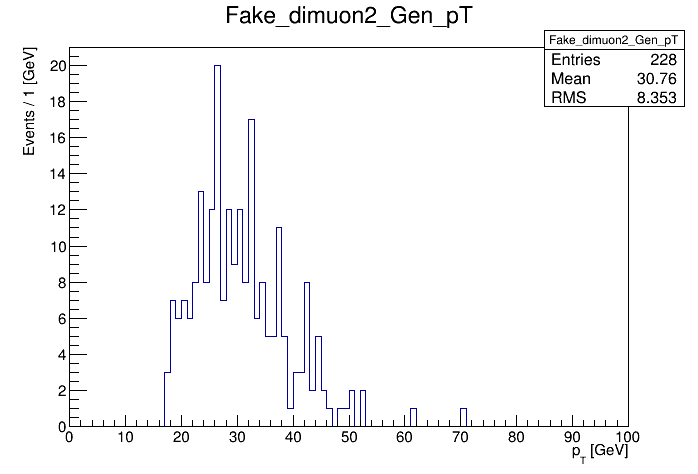 Fake_dimuon2_Gen_pT
Fake_dimuon2_Gen_pT
Entries 228
Mean 30.76
RMS 8.353
Events / 1 [GeV]
20
18
16
14
12
10
8
6
4
2
0
0 10 20 30 40 50 60 70 80 90 100
p_T [GeV]